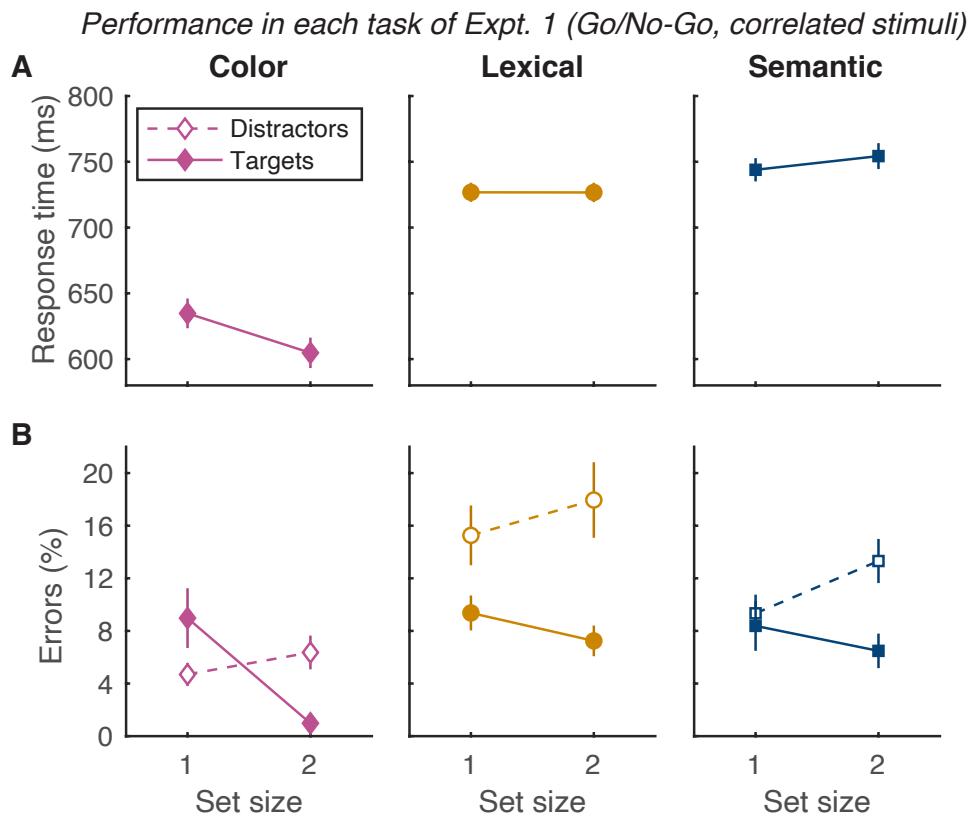 Performance in each task of Expt. 1 (Go/No-Go, correlated stimuli)
A
Color
Lexical
Semantic
Response time (ms)
800
750
700
650
600
Distractors
Targets
B
Errors (%)
20
16
12
8
4
0
1 2
1 2
1 2
Set size
Set size
Set size